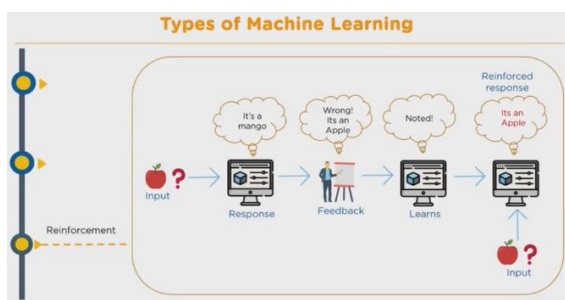 Types of Machine Learning
Reinforced
response
It's a
mango
Wrong!
Its an
Apple
Noted!
Its an
Apple
?
Input
Response
Feedback
Learns
Reinforcement
?
Input